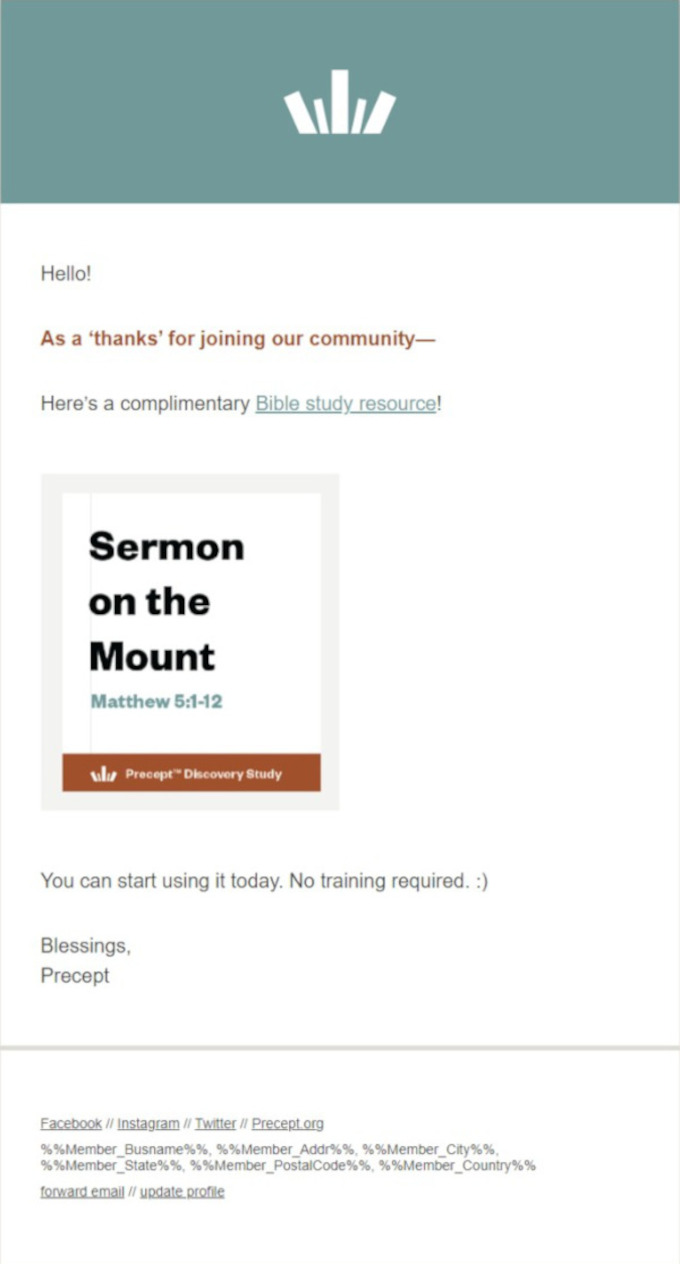 Hello!
As a ‘thanks’ for joining our community—
Here’s a complimentary Bible study resource!
Sermon
on the
Mount
Matthew 5:1-12
Precept™ Discovery Study
You can start using it today. No training required. :)
Blessings,
Precept
Facebook // Instagram // Twitter // Precept.org
%%Member_Busname%%, %%Member_Addr%%, %%Member_City%%,
%%Member_State%%, %%Member_PostalCode%%, %%Member_Country%%
forward email // update profile